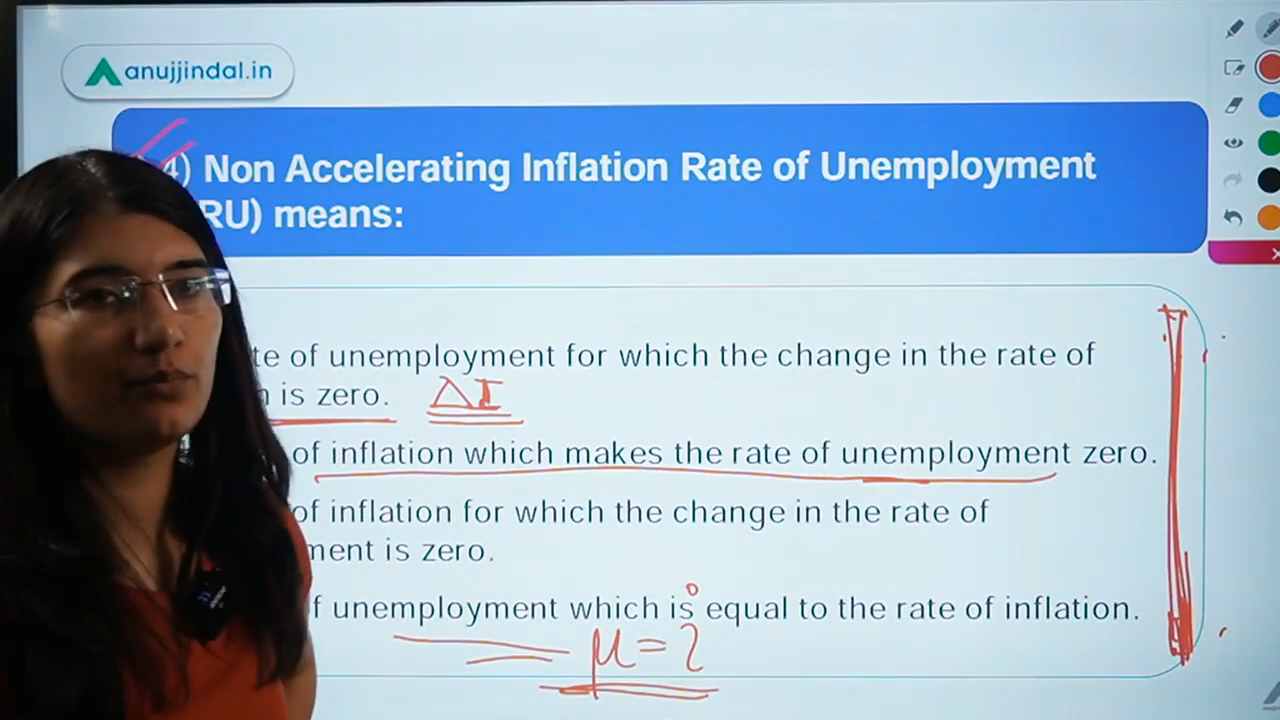 anujjindal.in
4) Non Accelerating Inflation Rate of Unemployment
RU) means:
te of unemployment for which the change in the rate of
is zero. ΔI
of inflation which makes the rate of unemployment zero.
of inflation for which the change in the rate of
ment is zero.
f unemployment which is equal to the rate of inflation.
μ = ?